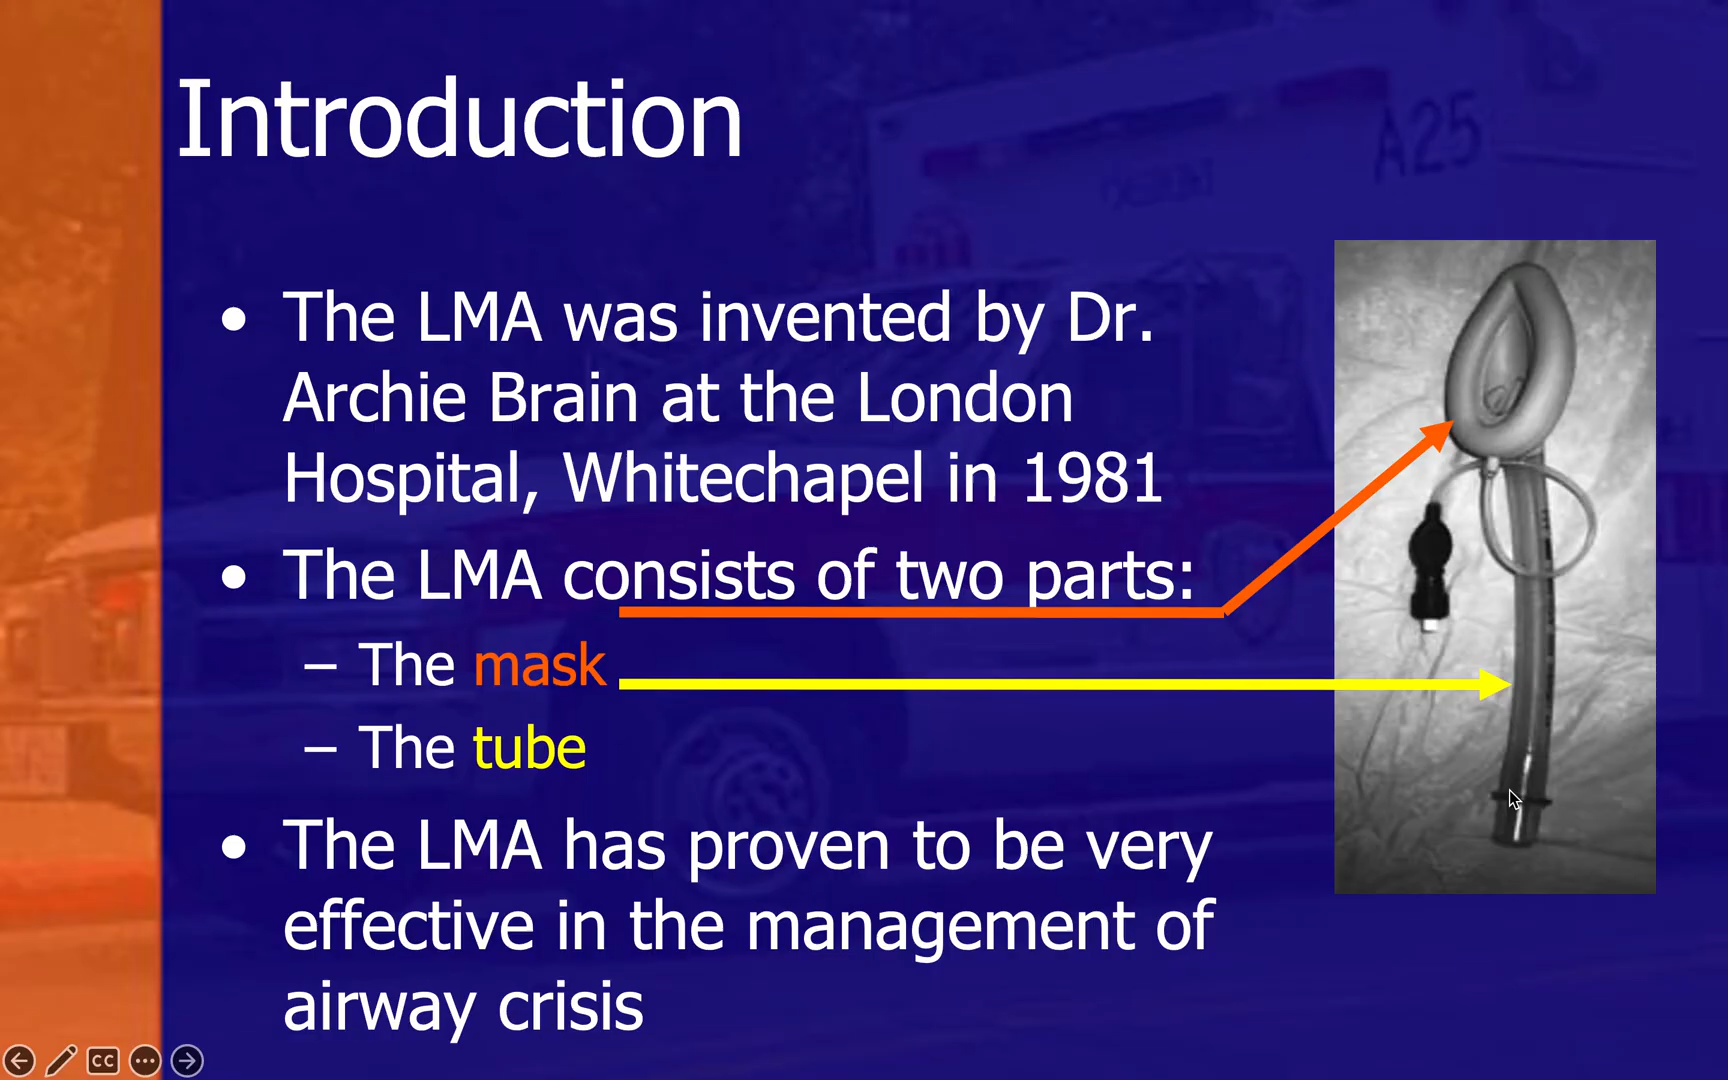 Introduction
A25
• The LMA was invented by Dr.
Archie Brain at the London
Hospital, Whitechapel in 1981
• The LMA consists of two parts:
– The mask
– The tube
• The LMA has proven to be very
effective in the management of
airway crisis
CC